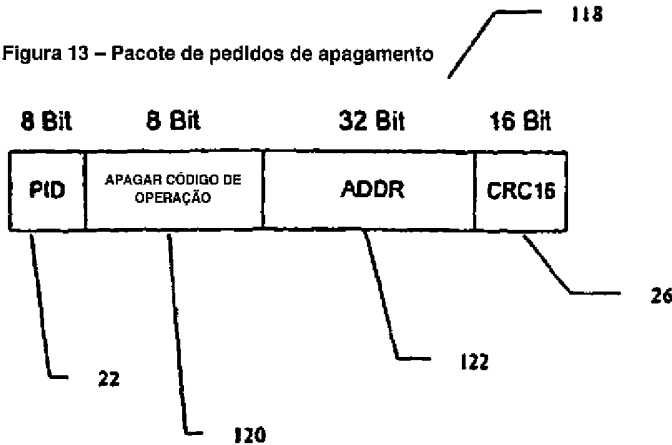 118
Figura 13 – Pacote de pedidos de apagamento
8 Bit 8 Bit 32 Bit 16 Bit
PID APAGAR CÓDIGO DE OPERAÇÃO ADDR CRC16
26
122
22
120